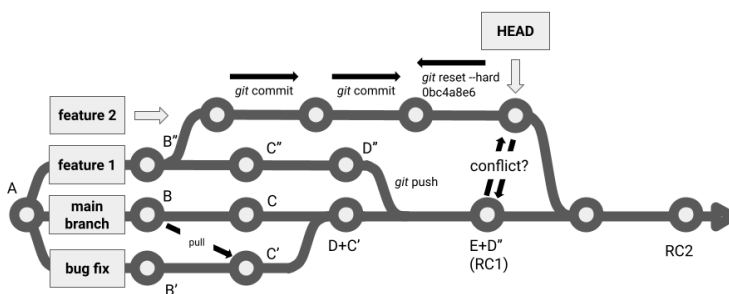 HEAD
git commit
git commit
git reset --hard
0bc4a8e6
feature 2
B”
C”
D”
feature 1
conflict?
A
git push
main
branch
B
C
pull
C’
D+C’
E+D”
(RC1)
RC2
bug fix
B’